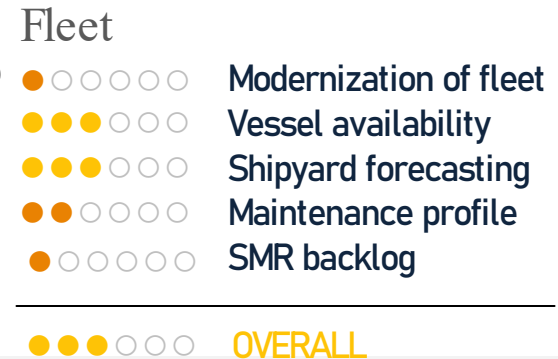 Fleet
Modernization of fleet
Vessel availability
Shipyard forecasting
Maintenance profile
SMR backlog
OVERALL